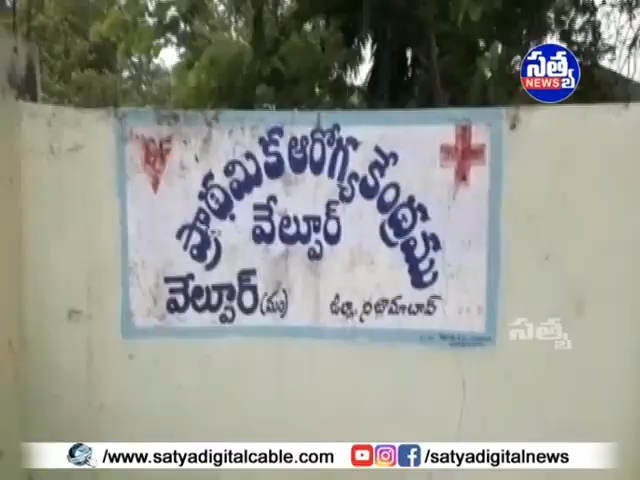 సత్య
NEWS
ప్రాథమిక ఆరోగ్య కేంద్రము
వేల్పూర్
వేల్పూర్ (మ) జిల్లా నిజామాబాద్
సత్య
/www.satyadigitalcable.com
/satyadigitalnews